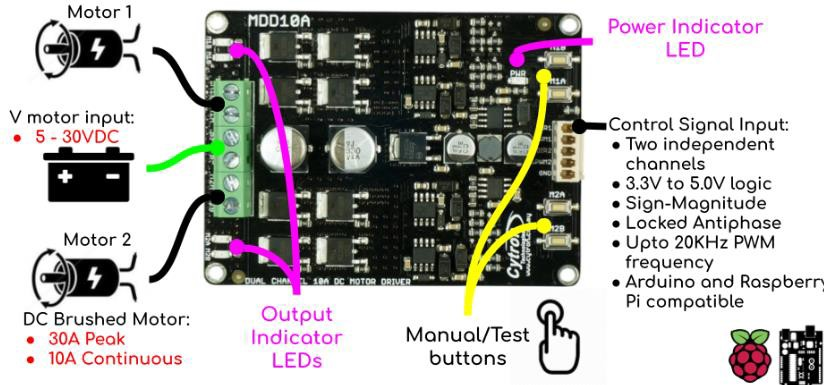 Motor 1
V motor input:
● 5 - 30VDC
+ -
Motor 2
DC Brushed Motor:
● 30A Peak
● 10A Continuous
MDD10A
PWR
M1B
M1A
M2A
M2B
GND
Cytron
DUAL CHANNEL 10A DC MOTOR DRIVER
Output
Indicator
LEDs
Manual/Test
buttons
Power Indicator
LED
Control Signal Input:
● Two independent
channels
● 3.3V to 5.0V logic
● Sign-Magnitude
● Locked Antiphase
● Upto 20KHz PWM
frequency
● Arduino and Raspberry
Pi compatible